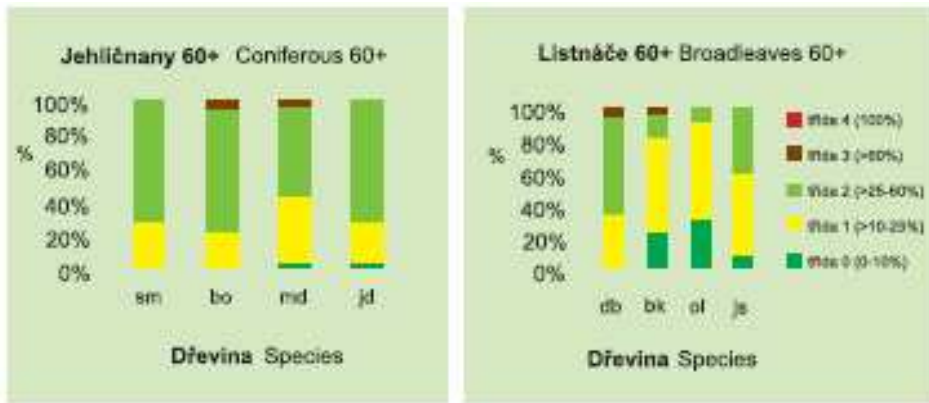 Jehličnany 60+ Coniferous 60+
100%
80%
60%
40%
20%
0%
%
sm bo md jd
Dřevina Species
Listnáče 60+ Broadleaves 60+
100%
80%
60%
40%
20%
0%
%
db bk ol js
třída 4 (100%)
třída 3 (>60%)
třída 2 (>25-60%)
třída 1 (>10-25%)
třída 0 (0-10%)
Dřevina Species